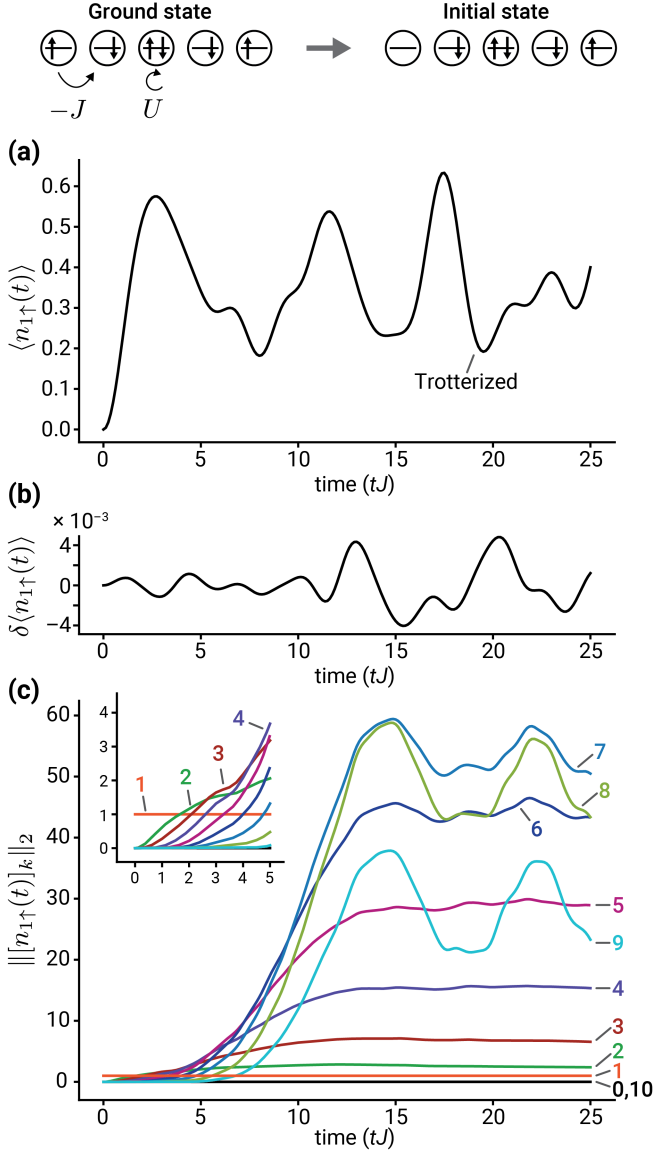 Ground state
Initial state
−J
U
(a)
⟨n1↑(t)⟩
0.6
0.5
0.4
0.3
0.2
0.1
0.0
Trotterized
0 5 10 15 20 25
time (tJ)
(b)
× 10−3
δ⟨n1↑(t)⟩
4
0
−4
0 5 10 15 20 25
time (tJ)
(c)
||[n1↑(t)]k||2
60
50
40
30
20
10
0
4
3
2
1
0
0 1 2 3 4 5
4
3
2
1
7
8
6
5
9
4
3
2
1
0,10
0 5 10 15 20 25
time (tJ)